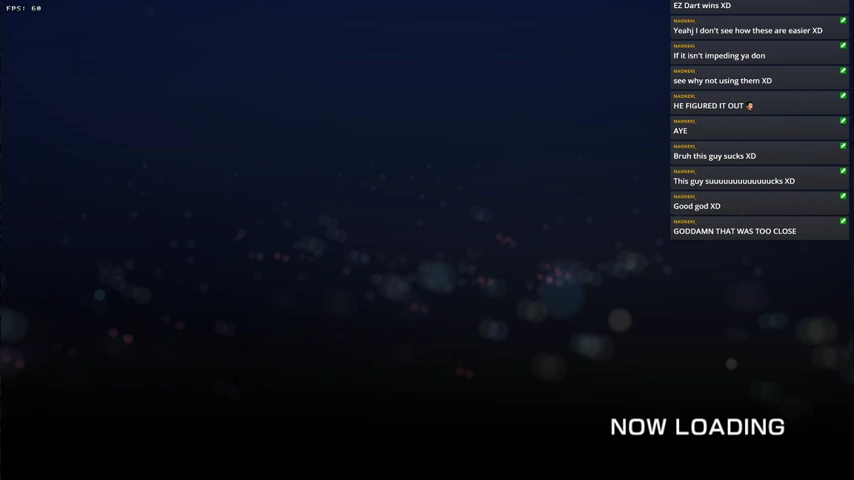 FPS: 60
EZ Dart wins XD
NAONEKI_
Yeahj I don't see how these are easier XD
NAONEKI_
If it isn't impeding ya don
NAONEKI_
see why not using them XD
NAONEKI_
HE FIGURED IT OUT
NAONEKI_
AYE
NAONEKI_
Bruh this guy sucks XD
NAONEKI_
This guy suuuuuuuuuuuuucks XD
NAONEKI_
Good god XD
NAONEKI_
GODDAMN THAT WAS TOO CLOSE
NOW LOADING